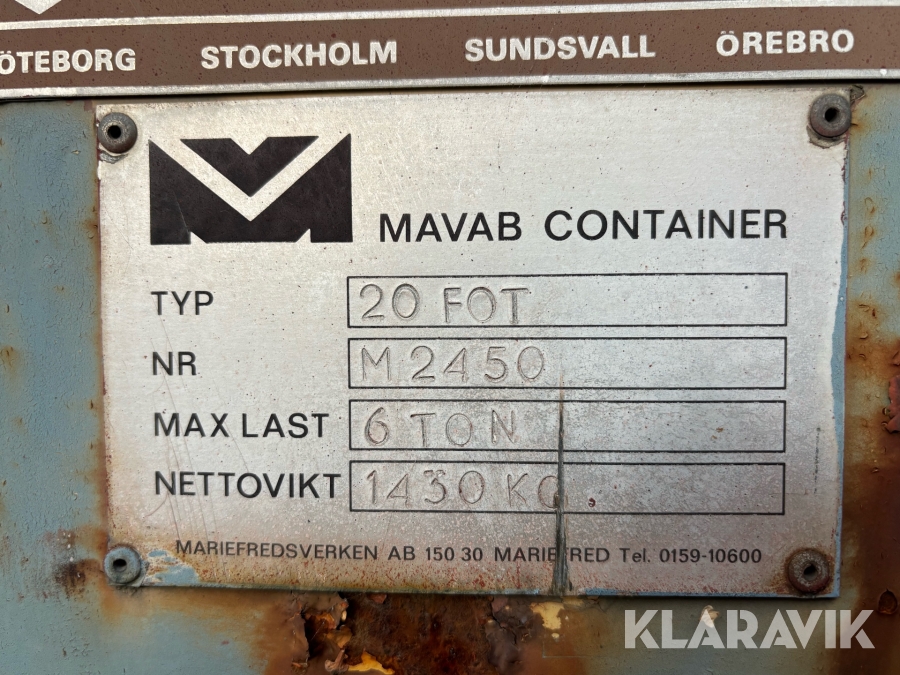 ÖTEBORG STOCKHOLM SUNDSVALL ÖREBRO
MAVAB CONTAINER
TYP 20 FOT
NR M2450
MAX LAST 6 TON
NETTOVIKT 1430 KG
MARIEFREDSVERKEN AB 150 30 MARIEFRED Tel. 0159-10600
KLARAVIK